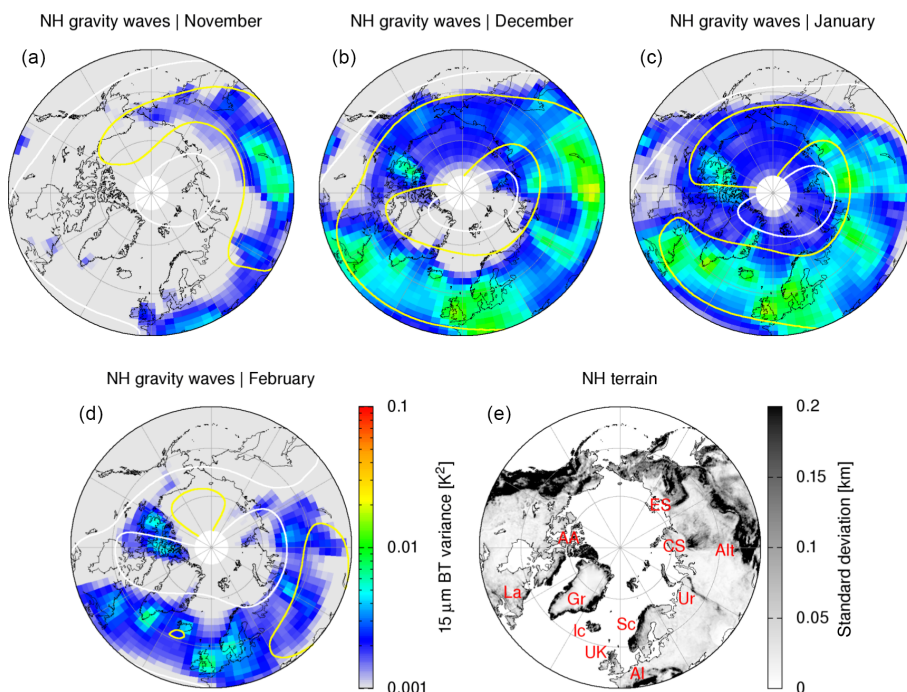 NH gravity waves | November
NH gravity waves | December
NH gravity waves | January
(a)
(b)
(c)
NH gravity waves | February
NH terrain
(d)
(e)
0.1
0.01
0.001
15 µm BT variance [K²]
0.2
0.15
0.1
0.05
0
Standard deviation [km]
ES
AA
CS
Alt
La
Gr
Ur
Ic
Sc
UK
Al